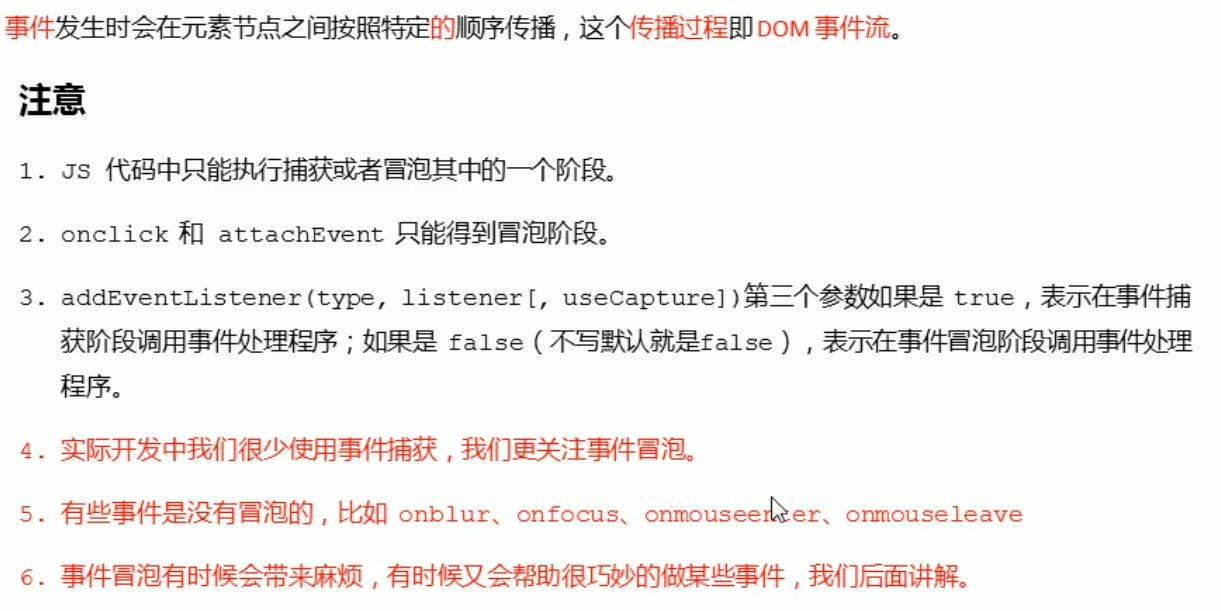 事件发生时会在元素节点之间按照特定的顺序传播，这个传播过程即DOM 事件流。
注意
1. JS 代码中只能执行捕获或者冒泡其中的一个阶段。
2. onclick 和 attachEvent 只能得到冒泡阶段。
3. addEventListener(type, listener[, useCapture])第三个参数如果是 true，表示在事件捕
获阶段调用事件处理程序；如果是 false（不写默认就是false），表示在事件冒泡阶段调用事件处理
程序。
4. 实际开发中我们很少使用事件捕获，我们更关注事件冒泡。
5. 有些事件是没有冒泡的，比如 onblur、onfocus、onmouseenter、onmouseleave
6. 事件冒泡有时候会带来麻烦，有时候又会帮助很巧妙的做某些事件，我们后面讲解。